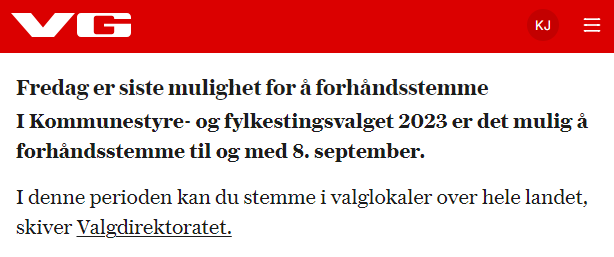 VG
KJ
Fredag er siste mulighet for å forhåndsstemme
I Kommunestyre- og fylkestingsvalget 2023 er det mulig å
forhåndsstemme til og med 8. september.
I denne perioden kan du stemme i valglokaler over hele landet,
skiver Valgdirektoratet.